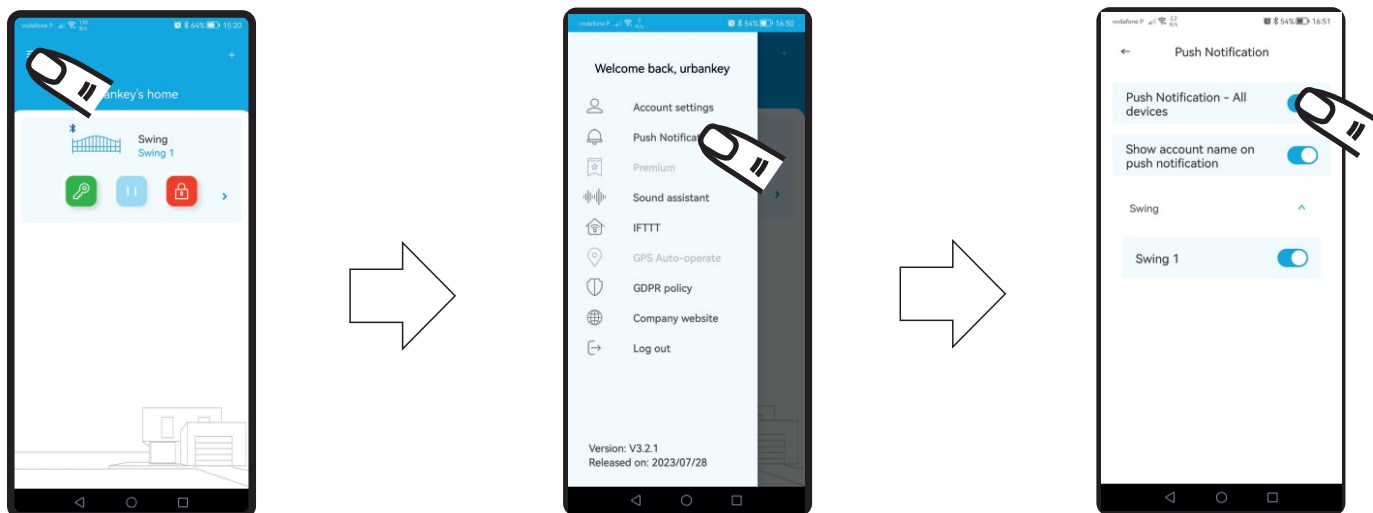 vodafone P
64%
15:20
+
ankey's home
Swing
Swing 1
vodafone P
54%
16:50
Welcome back, urbankey
Account settings
Push Notificat
Premium
Sound assistant
IFTTT
GPS Auto-operate
GDPR policy
Company website
Log out
Version: V3.2.1
Released on: 2023/07/28
vodafone P
54%
16:51
Push Notification
Push Notification - All
devices
Show account name on
push notification
Swing
Swing 1